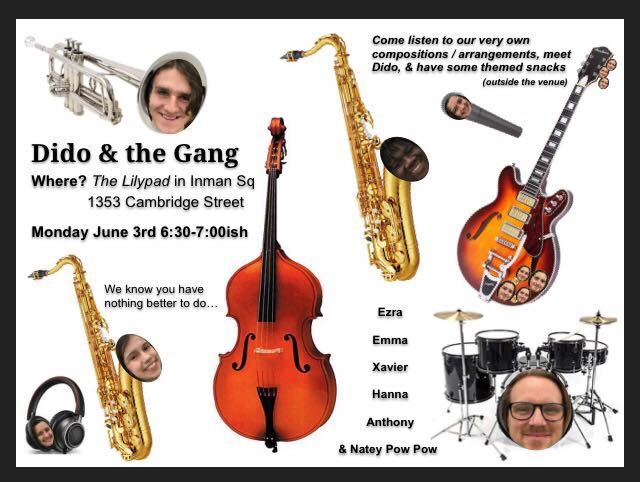 Come listen to our very own
compositions / arrangements, meet
Dido, & have some themed snacks
(outside the venue)
Dido & the Gang
Where? The Lilypad in Inman Sq
1353 Cambridge Street
Monday June 3rd 6:30-7:00ish
We know you have
nothing better to do…
Ezra
Emma
Xavier
Hanna
Anthony
& Natey Pow Pow